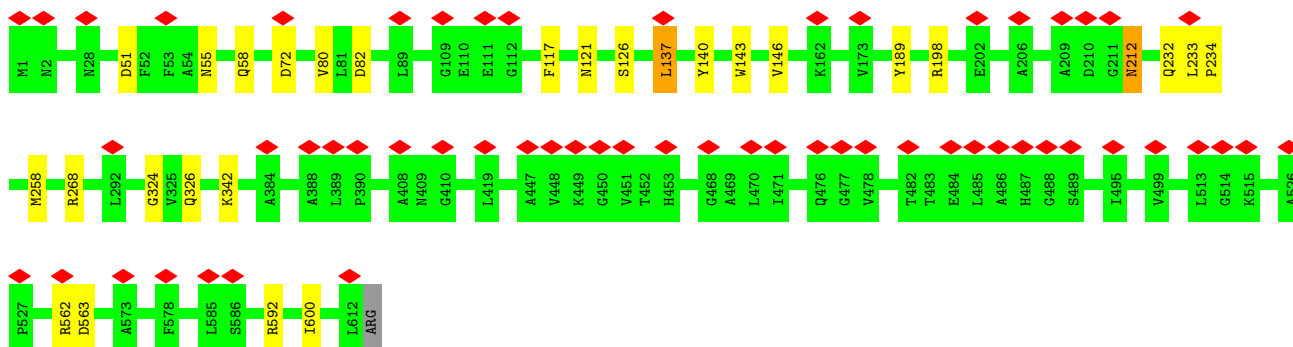 M1 N2 N28 D51 F52 F53 A54 N55 Q58 D72 V80 L81 D82 L89 G109 E110 E111 G112 F117 N121 S126 L137 Y140 W143 V146 K162 V173 Y189 R198 E202 A206 A209 D210 G211 N212 Q232 L233 P234
M258 R268 L292 G324 V325 Q326 K342 A384 A388 L389 P390 A408 N409 G410 L419 A447 V448 K449 G450 V451 T452 H453 G468 A469 L470 I471 Q476 G477 V478 T482 T483 E484 L485 A486 H487 G488 S489 I495 V499 L513 G514 K515 A526
P527 R562 D563 A573 F578 L585 S586 R592 I600 L612 ARG